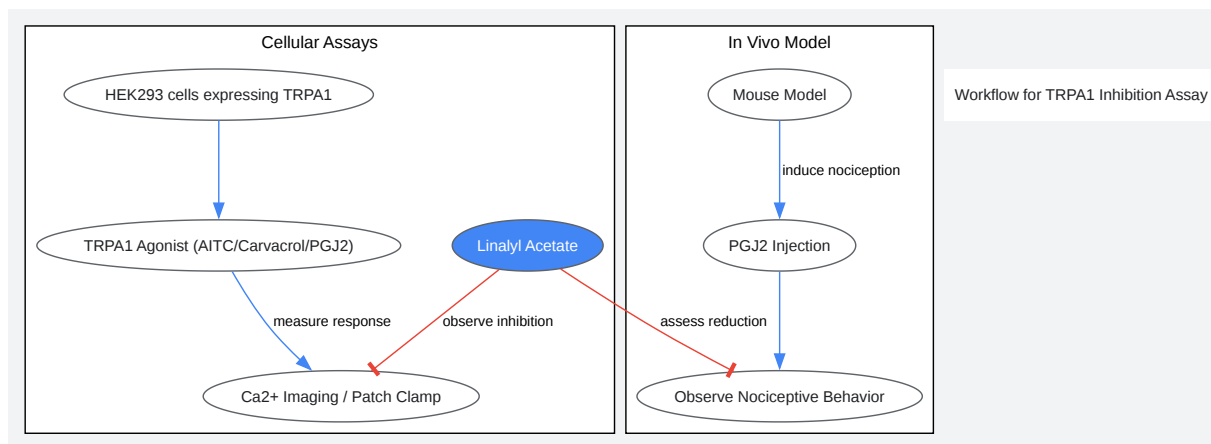 Cellular Assays
In Vivo Model
HEK293 cells expressing TRPA1
Mouse Model
Workflow for TRPA1 Inhibition Assay
induce nociception
TRPA1 Agonist (AITC/Carvacrol/PGJ2)
Linalyl Acetate
PGJ2 Injection
measure response
observe inhibition
assess reduction
Ca2+ Imaging / Patch Clamp
Observe Nociceptive Behavior